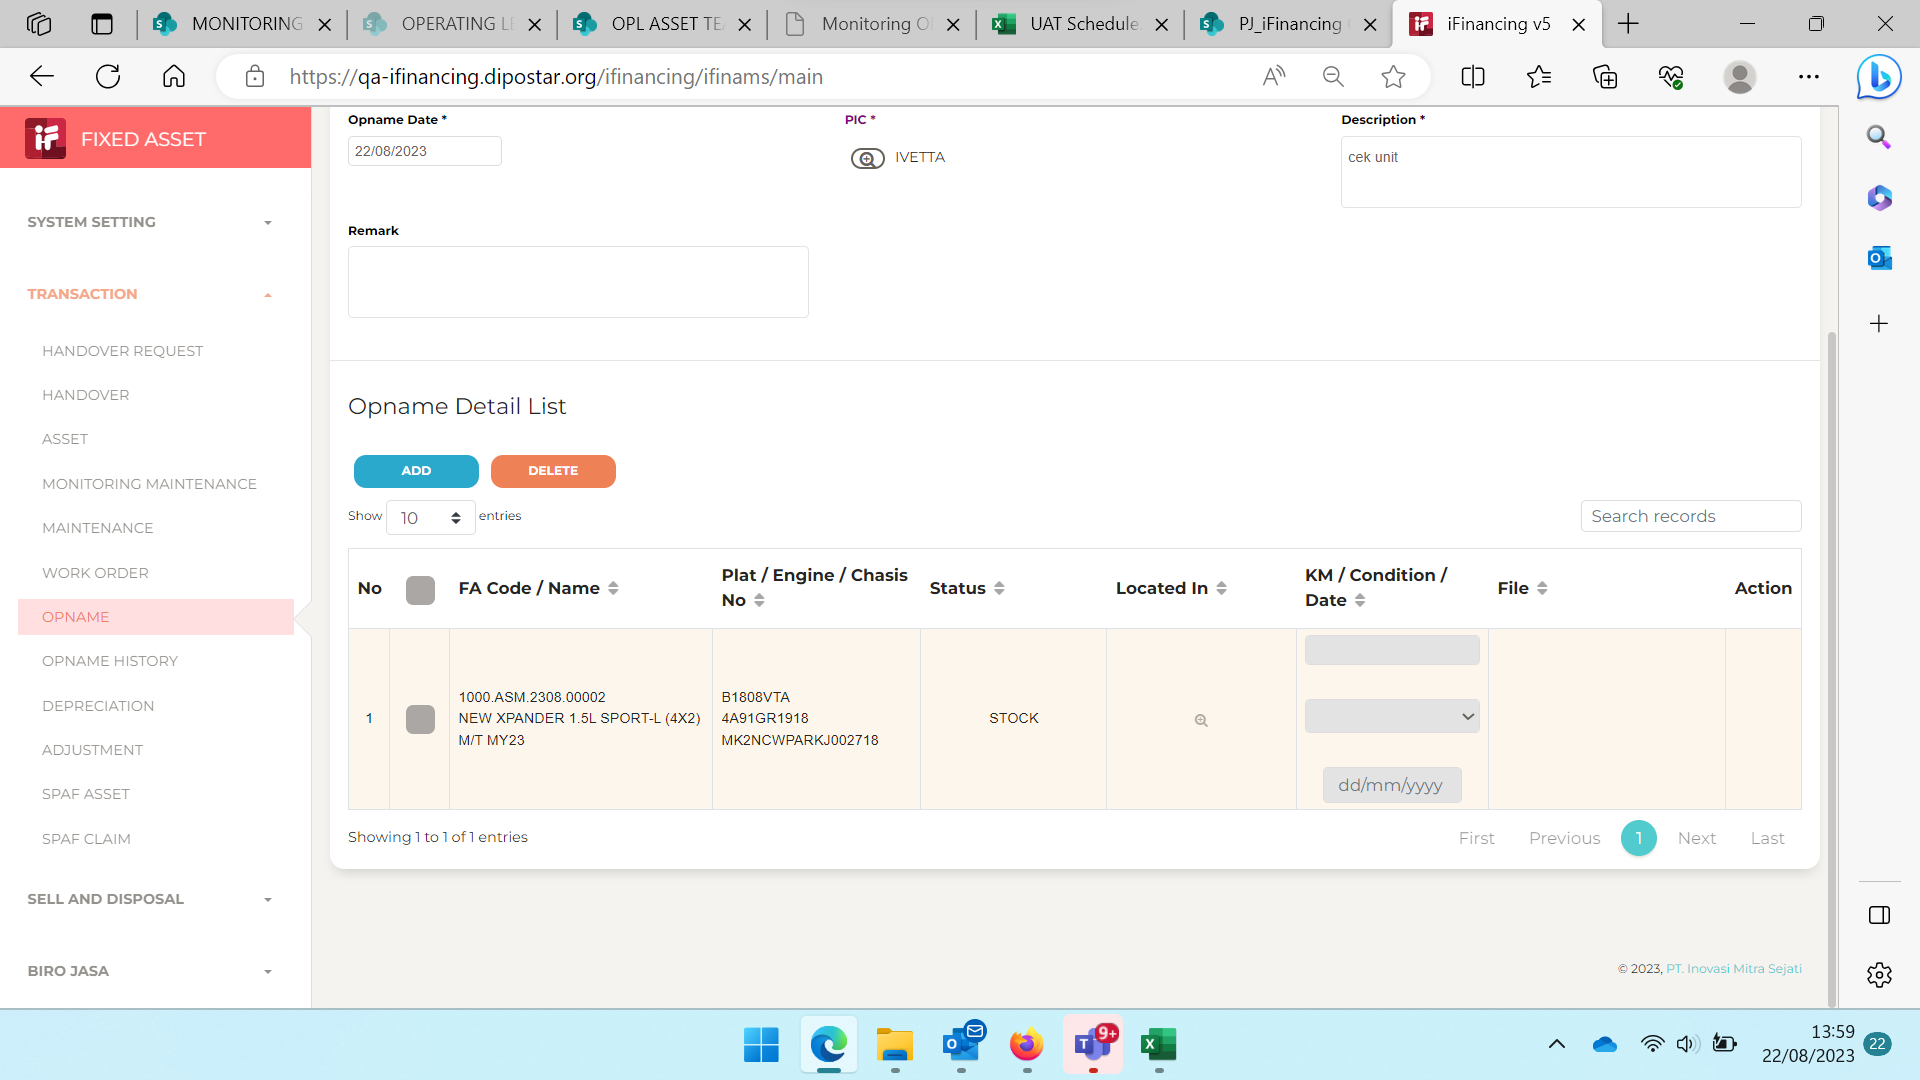 MONITORING
OPERATING LE
OPL ASSET TEA
Monitoring O
UAT Schedule.
PJ_iFinancing
iFinancing v5
https://qa-ifinancing.dipostar.org/ifinancing/ifinams/main
iF FIXED ASSET
SYSTEM SETTING
TRANSACTION
HANDOVER REQUEST
HANDOVER
ASSET
MONITORING MAINTENANCE
MAINTENANCE
WORK ORDER
OPNAME
OPNAME HISTORY
DEPRECIATION
ADJUSTMENT
SPAF ASSET
SPAF CLAIM
SELL AND DISPOSAL
BIRO JASA
Opname Date *
22/08/2023
PIC *
IVETTA
Description *
cek unit
Remark
Opname Detail List
ADD DELETE
Show 10 entries
Search records
No FA Code / Name Plat / Engine / Chasis No Status Located In KM / Condition / Date File Action
1
1000.ASM.2308.00002
NEW XPANDER 1.5L SPORT-L (4X2)
M/T MY23
B1808VTA
4A91GR1918
MK2NCWPARKJ002718
STOCK
dd/mm/yyyy
Showing 1 to 1 of 1 entries
First Previous 1 Next Last
© 2023, PT. Inovasi Mitra Sejati
9+
13:59
22/08/2023
22